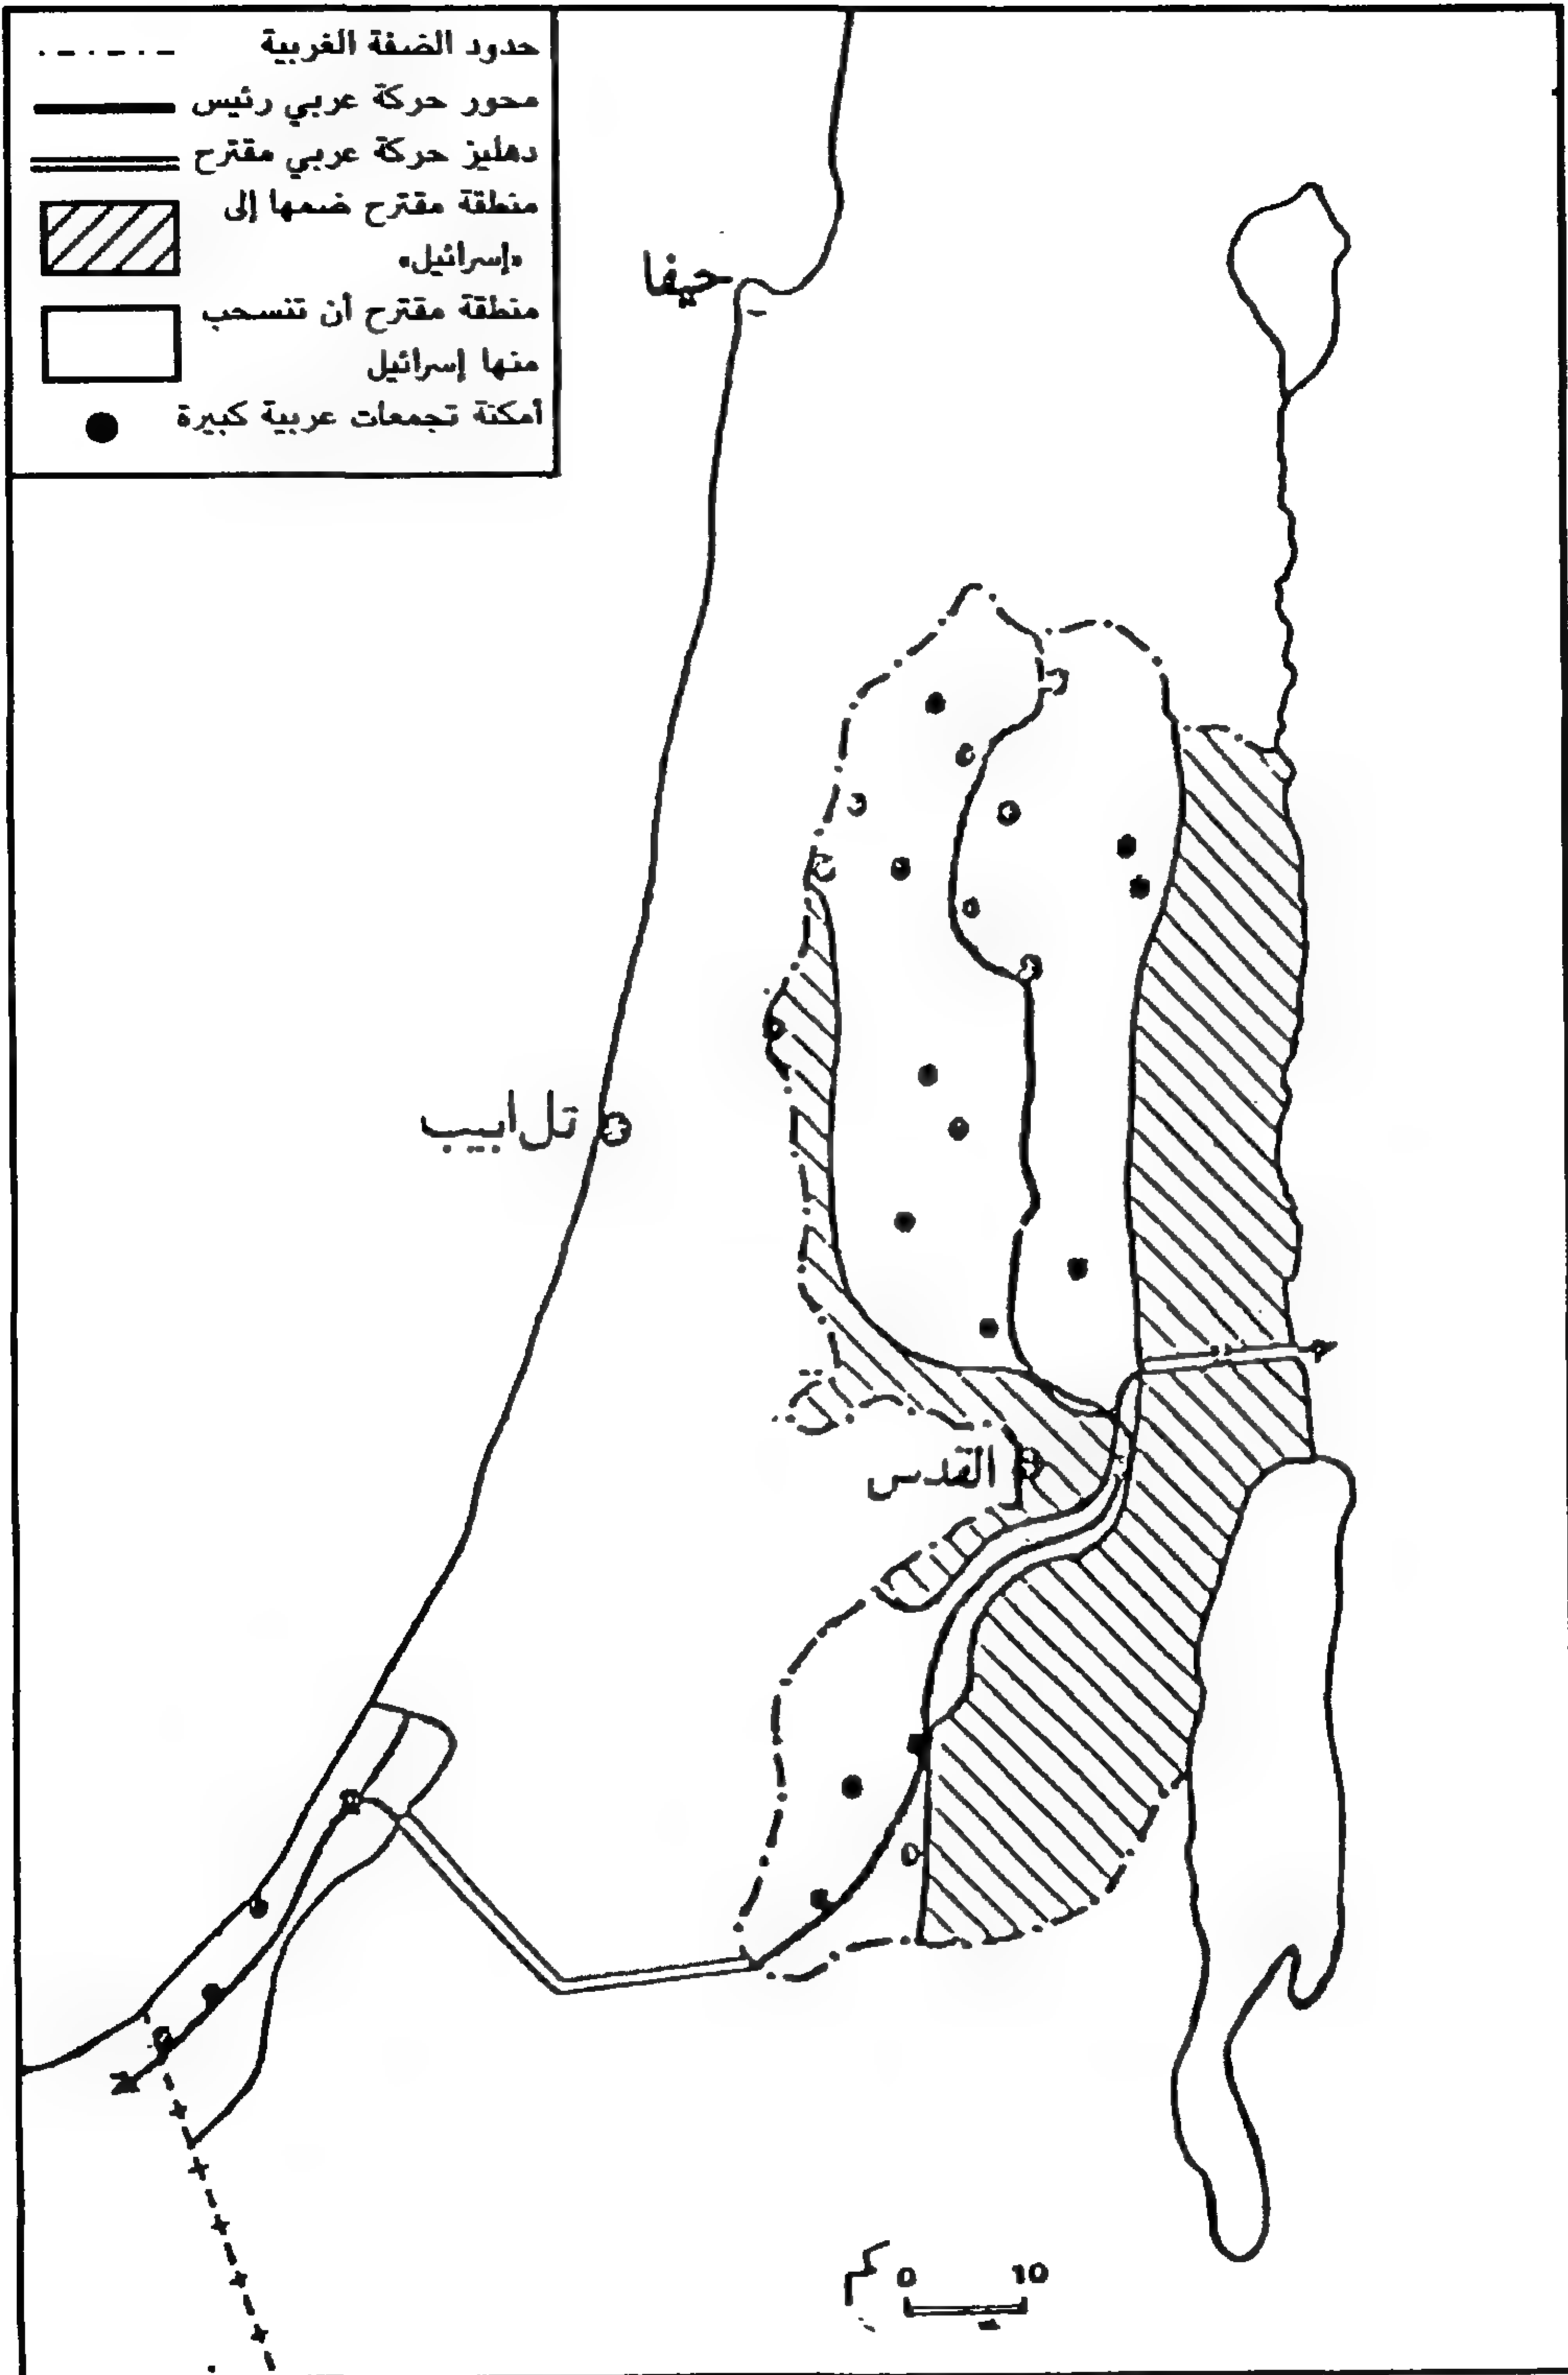 حدود الضفة الغربية
محور حركة عربي رئيس
دهليز حركة عربي مقترح
منطقة مقترح ضمها إلى
«إسرائيل»
منطقة مقترح أن تنسحب
منها إسرائيل
أمكنة تجمعات عربية كبيرة
حيفا
تل ابيب
القدس
كم 0 10